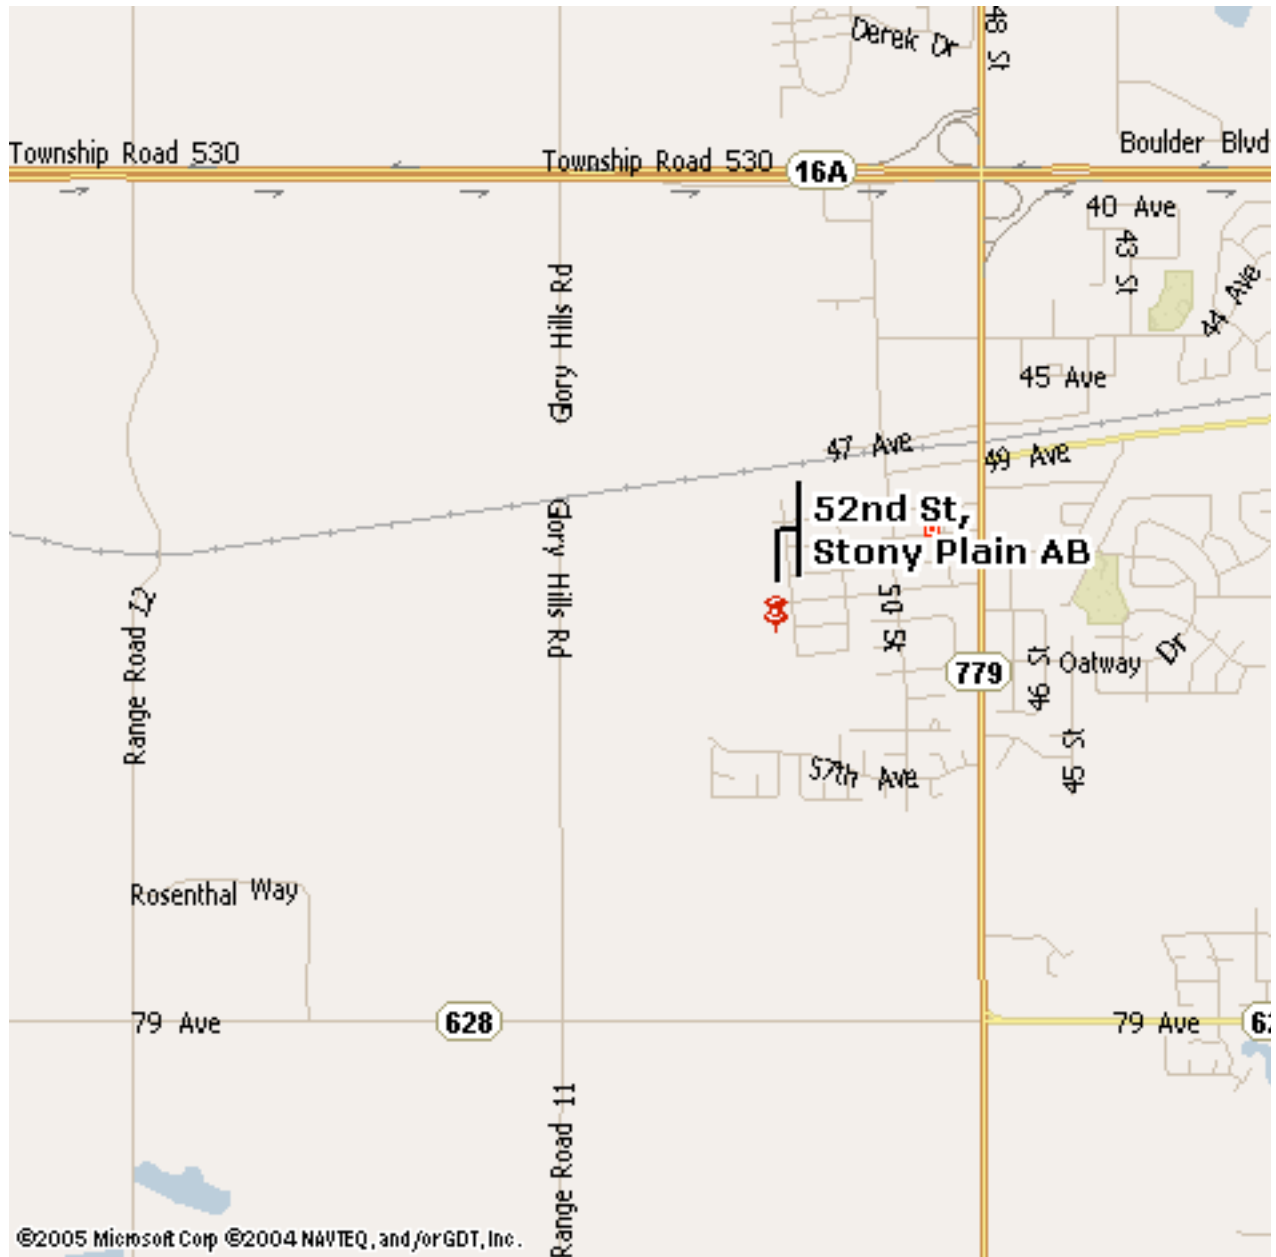 Derek Dr
48 St
Township Road 530
Township Road 530
16A
Boulder Blvd
40 Ave
43 St
44 Ave
Glory Hills Rd
45 Ave
47 Ave
49 Ave
52nd St,
Stony Plain AB
Glory Hills Rd
50 St
Range Road 12
779
46 St
Oatway Dr
45 St
57th Ave
Rosenthal Way
79 Ave
628
79 Ave
Range Road 11
©2005 Microsoft Corp ©2004 NAVTEQ, and/or GDT, Inc.